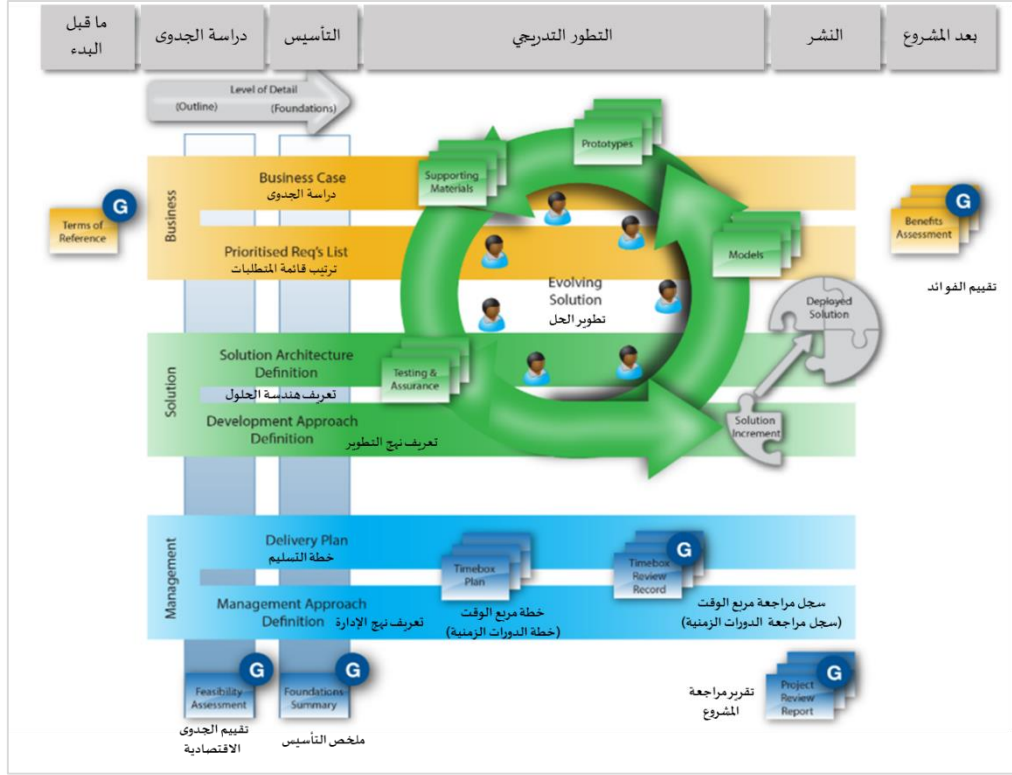 ما قبل
البدء
دراسة الجدوى
التأسيس
التطور التدريجي
النشر
بعد المشروع
Level of Detail
(Outline) (Foundations)
Business
Business Case
دراسة الجدوى
Prioritised Req's List
ترتيب قائمة المتطلبات
G
Terms of
Reference
Supporting
Materials
Prototypes
Models
Evolving
Solution
تطوير الحل
Testing &
Assurance
G
Benefits
Assessment
تقييم الفوائد
Deployed
Solution
Solution
Increment
Solution
Solution Architecture
Definition
تعريف هندسة الحلول
Development Approach
Definition
تعريف نهج التطوير
Management
Delivery Plan
خطة التسليم
Management Approach
Definition
تعريف نهج الإدارة
Timebox
Plan
خطة مربع الوقت
(خطة الدورات الزمنية)
G
Timebox
Review
Record
سجل مراجعة مربع الوقت
(سجل مراجعة الدورات الزمنية)
G
Feasibility
Assessment
تقييم الجدوى
الاقتصادية
G
Foundations
Summary
ملخص التأسيس
G
Project
Review
Report
تقرير مراجعة
المشروع